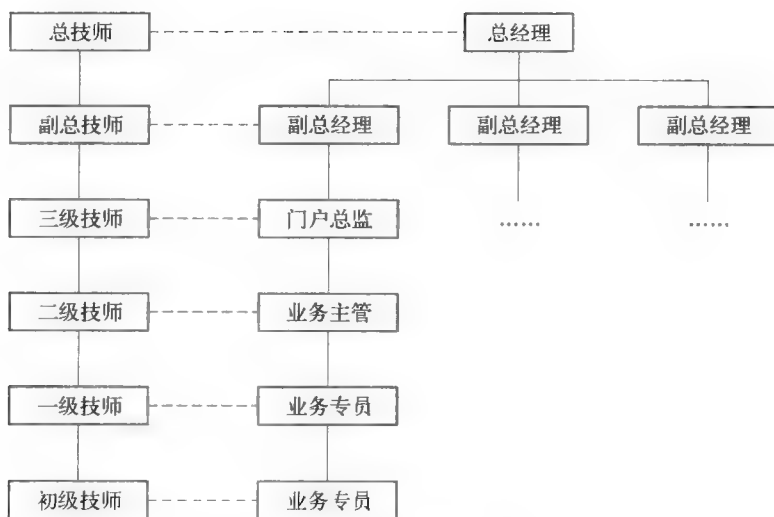 总技师 总经理
副总技师 副总经理 副总经理 副总经理
三级技师 门户总监 …… ……
二级技师 业务主管
一级技师 业务专员
初级技师 业务专员